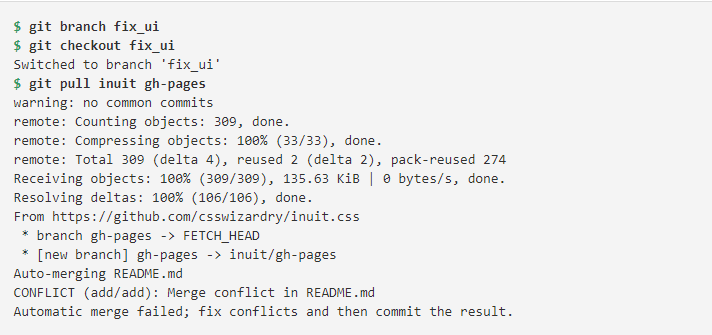 $ git branch fix_ui
$ git checkout fix_ui
Switched to branch 'fix_ui'
$ git pull inuit gh-pages
warning: no common commits
remote: Counting objects: 309, done.
remote: Compressing objects: 100% (33/33), done.
remote: Total 309 (delta 4), reused 2 (delta 2), pack-reused 274
Receiving objects: 100% (309/309), 135.63 KiB | 0 bytes/s, done.
Resolving deltas: 100% (106/106), done.
From https://github.com/csswizardry/inuit.css
 * branch gh-pages -> FETCH_HEAD
 * [new branch] gh-pages -> inuit/gh-pages
Auto-merging README.md
CONFLICT (add/add): Merge conflict in README.md
Automatic merge failed; fix conflicts and then commit the result.